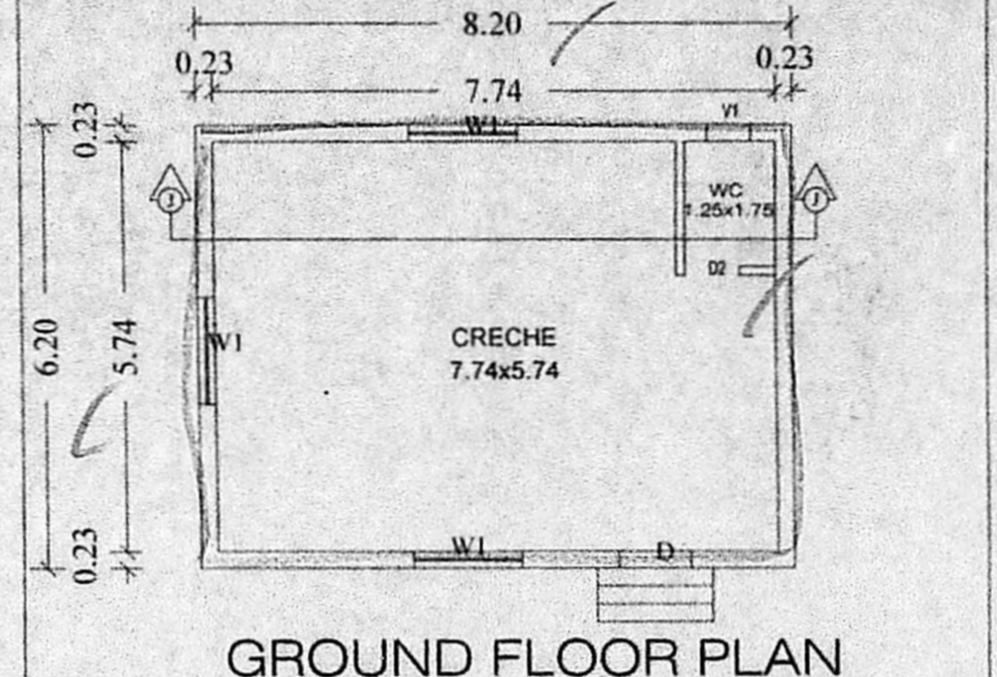 8.20
0.23
0.23
7.74
0.23
V1
W1
WC
1.25x1.75
D2
6.20
5.74
W1
CRECHE
7.74x5.74
0.23
W1
D
GROUND FLOOR PLAN